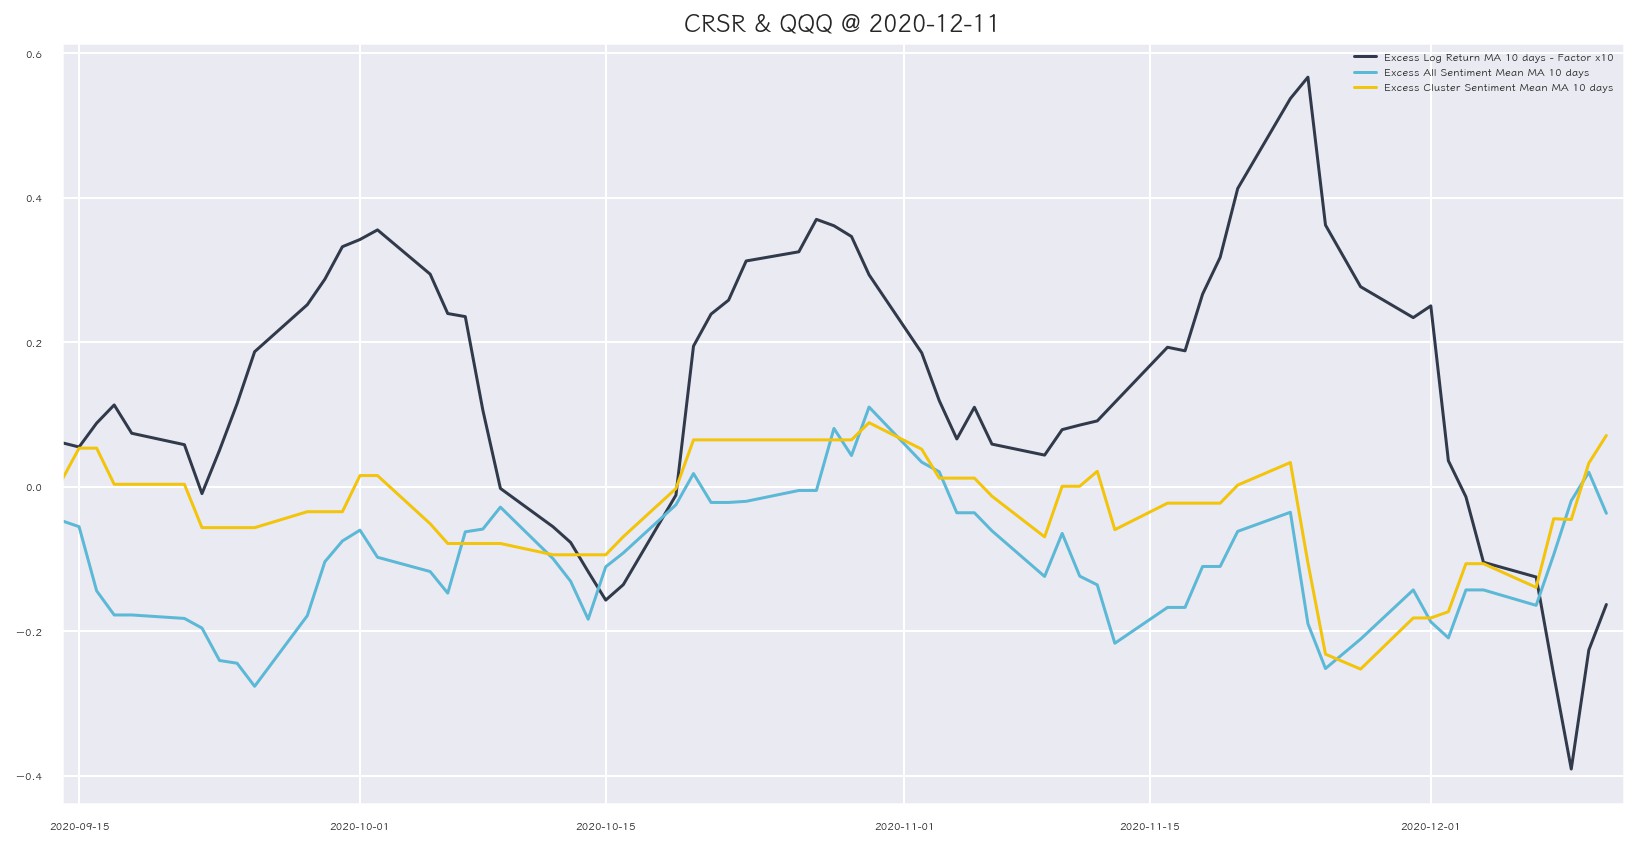 CRSR & QQQ @ 2020-12-11
Excess Log Return MA 10 days - Factor x10
Excess All Sentiment Mean MA 10 days
Excess Cluster Sentiment Mean MA 10 days
0.6
0.4
0.2
0.0
−0.2
−0.4
2020-09-15 2020-10-01 2020-10-15 2020-11-01 2020-11-15 2020-12-01